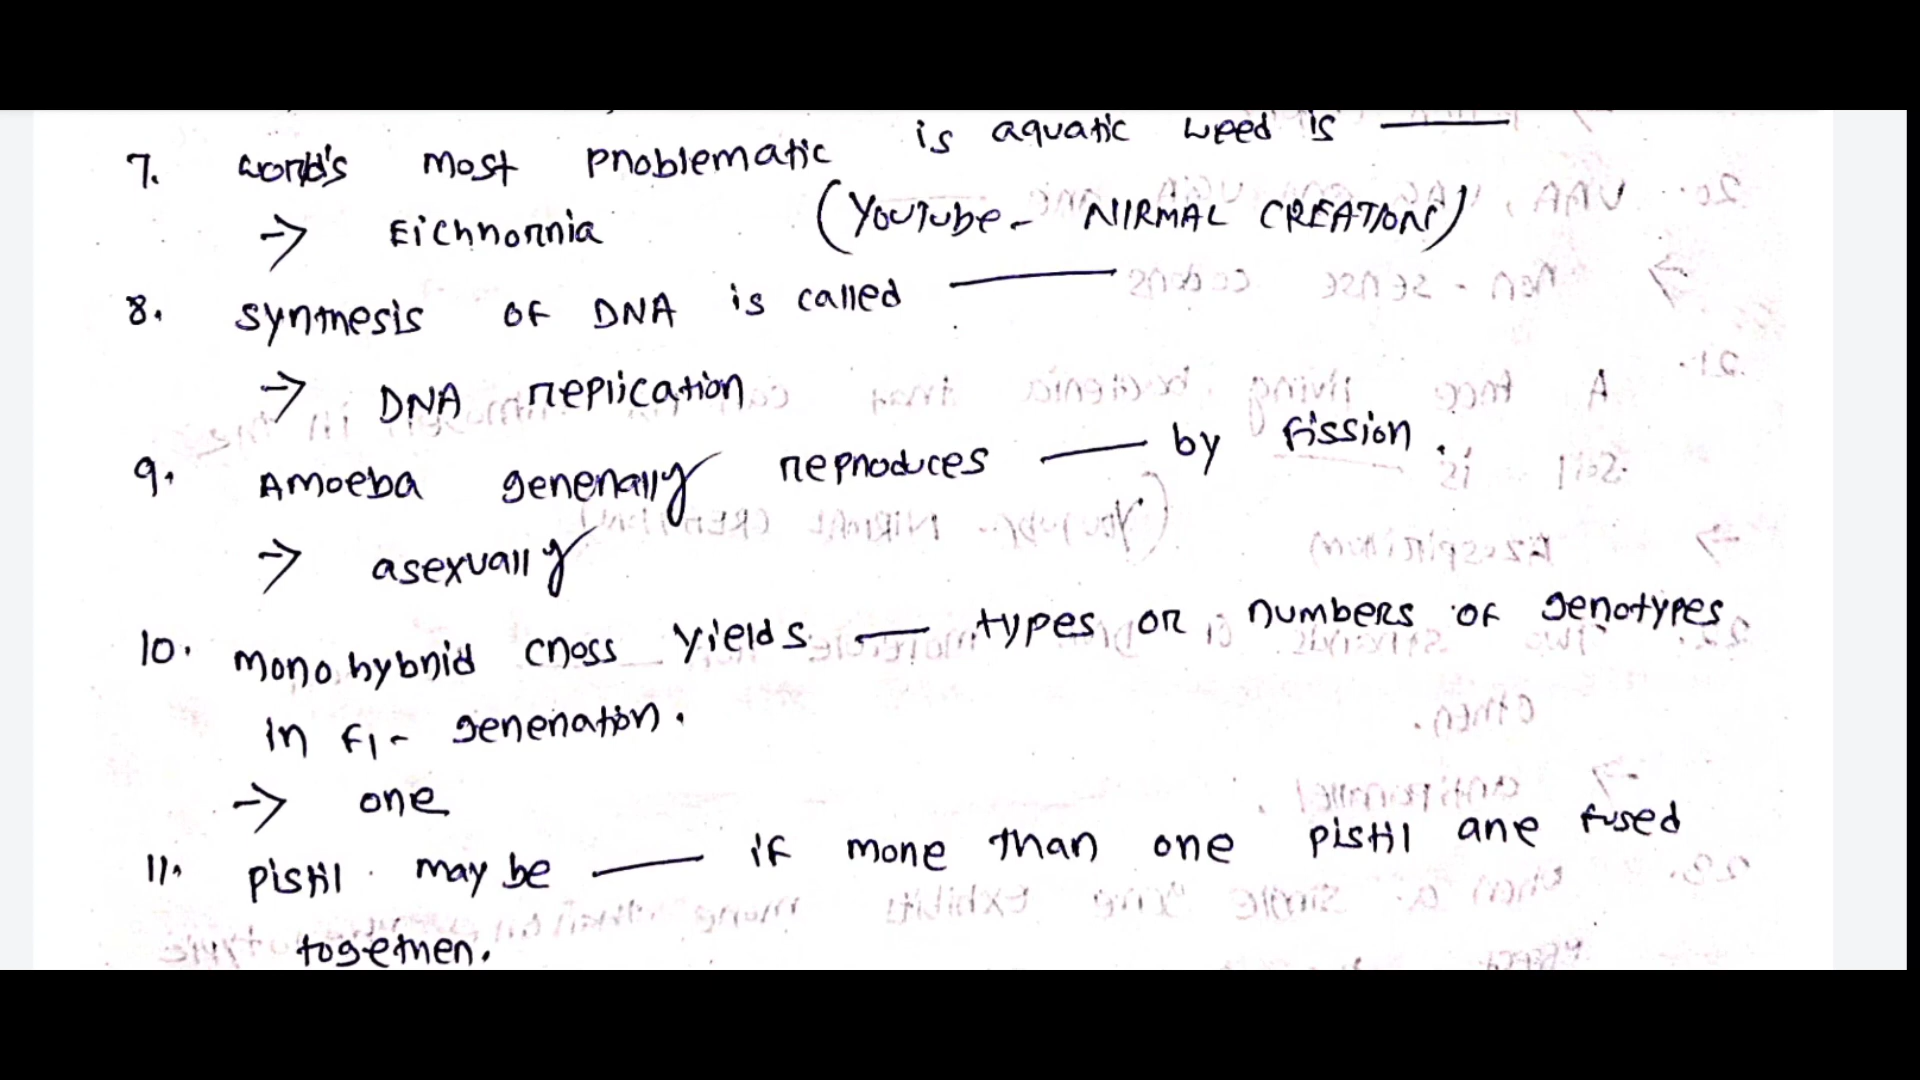 7. world's most problematic is aquatic weed is ———
→ Eichhornia (YouTube - NIRMAL CREATION)
8. synthesis OF DNA is called ———
→ DNA replication
9. Amoeba generally reproduces ——— by fission.
→ asexually
10. mono hybrid cross yields ——— types or numbers of genotypes
in F1- generation.
→ one
11. pistil may be ——— if more than one pistil are fused
together.